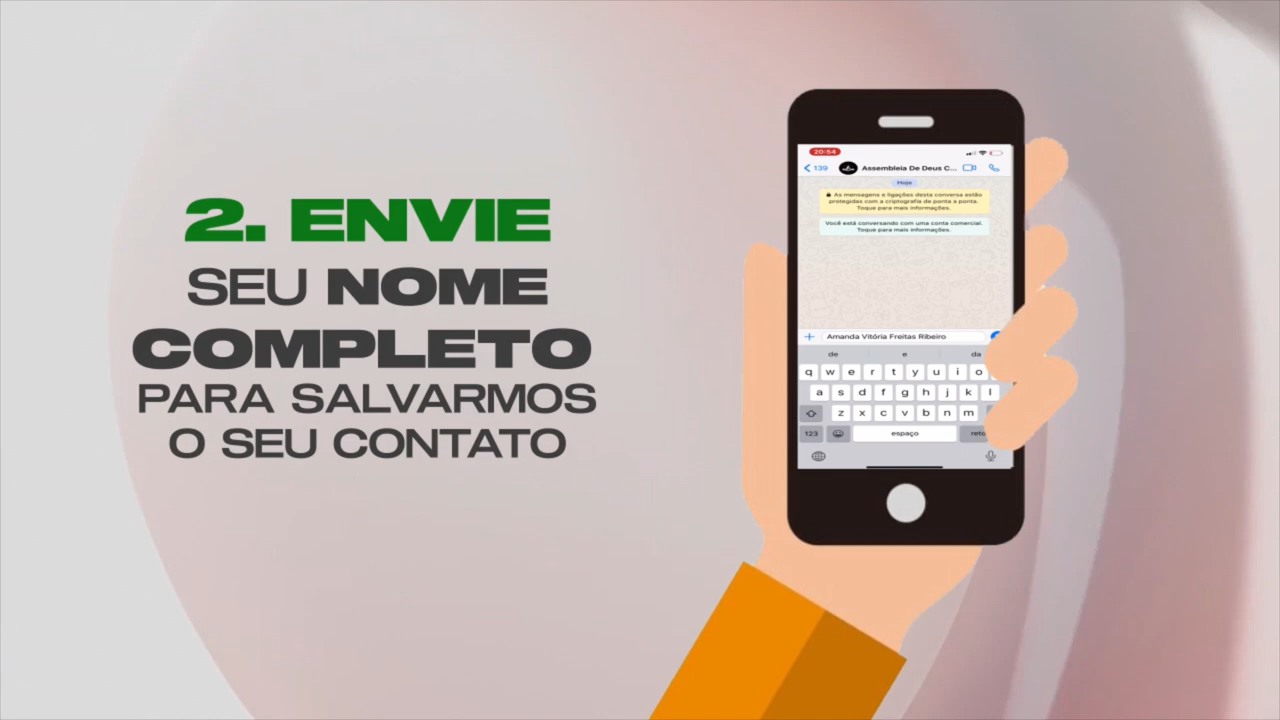 2. ENVIE
SEU NOME
COMPLETO
PARA SALVARMOS
O SEU CONTATO
20:54
139
Assembleia De Deus C...
Hoje
As mensagens e ligações desta conversa estão
protegidas com a criptografia de ponta a ponta.
Toque para mais informações.
Você está conversando com uma conta comercial.
Toque para mais informações.
Amanda Vitória Freitas Ribeiro
de e da
q w e r t y u i o
a s d f g h j k l
z x c v b n m
123 espaço